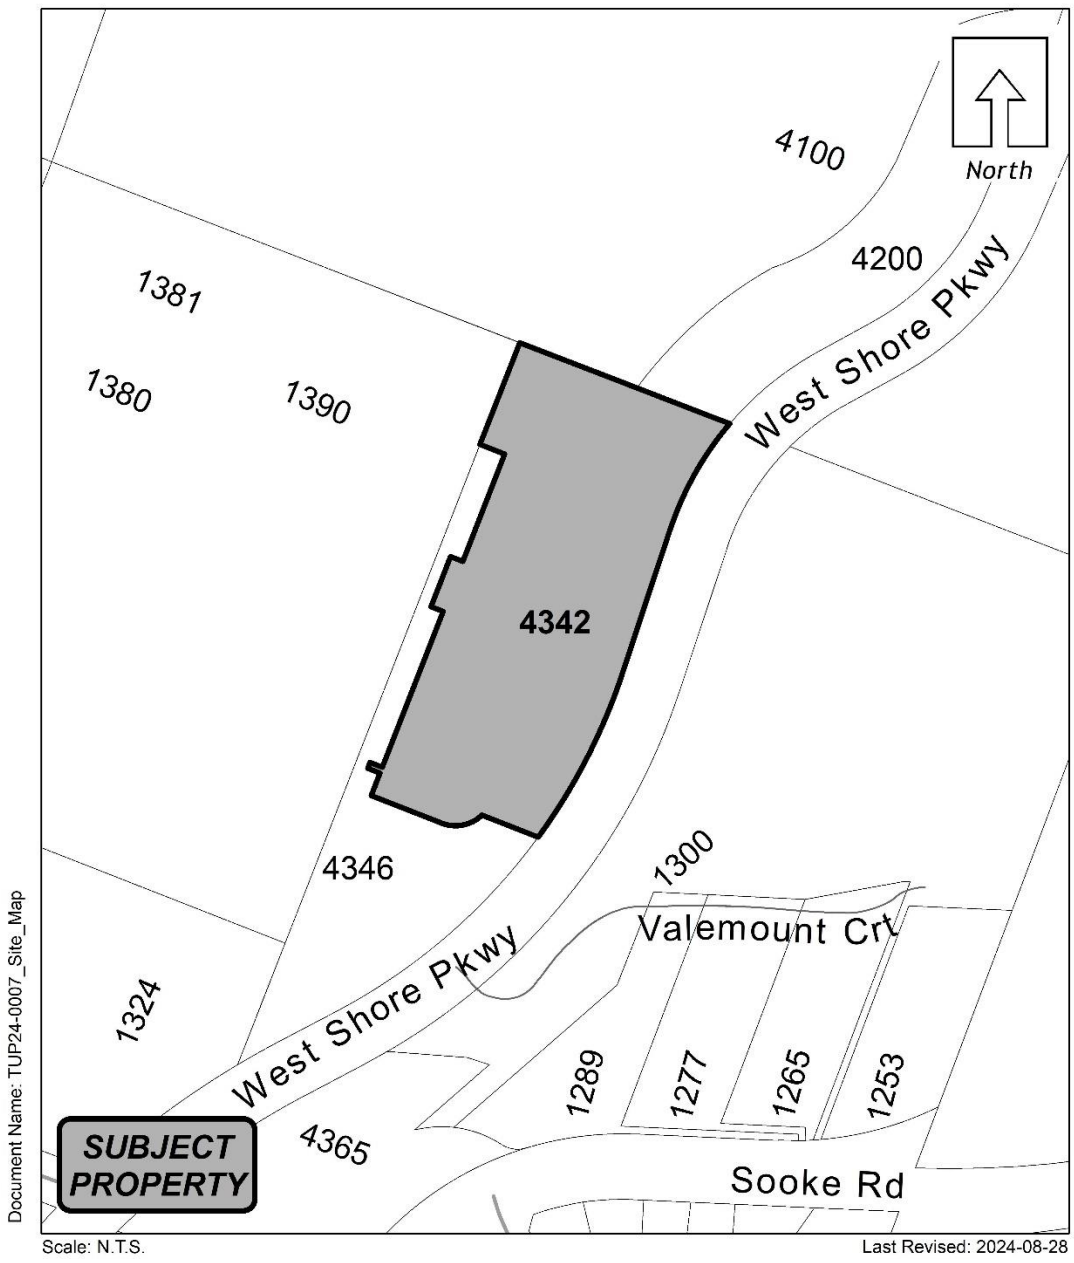 North
4100
4200
West Shore Pkwy
1381
1380
1390
4342
4346
1300
Valemount Crt
West Shore Pkwy
1324
1289
1277
1265
1253
4365
SUBJECT
PROPERTY
Sooke Rd
Document Name: TUP24-0007_Site_Map
Scale: N.T.S.
Last Revised: 2024-08-28